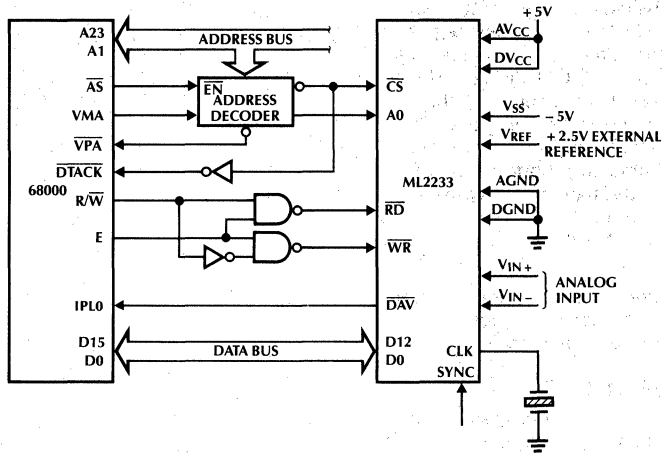 A23
A1
ADDRESS BUS
+5V
AVCC
DVCC
AS
EN
ADDRESS
DECODER
CS
VMA
A0
VSS
-5V
VPA
VREF
+2.5V EXTERNAL
REFERENCE
DTACK
68000
ML2233
R/W
RD
AGND
DGND
E
WR
VIN+
VIN-
ANALOG
INPUT
IPL0
DAV
D15
D0
DATA BUS
D12
D0
CLK
SYNC